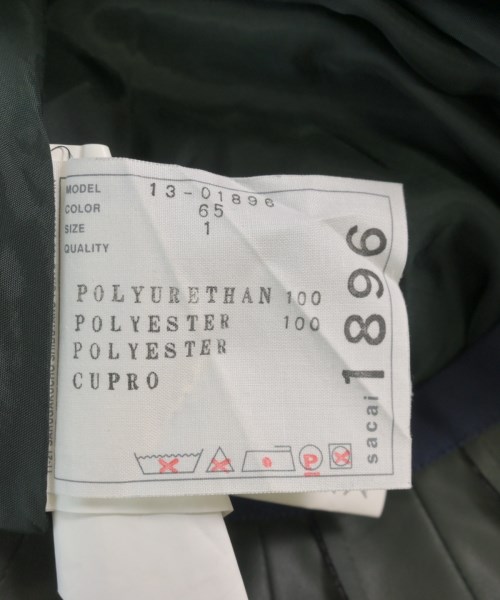 MODEL 13-01896
COLOR 65
SIZE 1
QUALITY
POLYURETHAN 100
POLYESTER 100
POLYESTER
CUPRO
P
sacai 1896